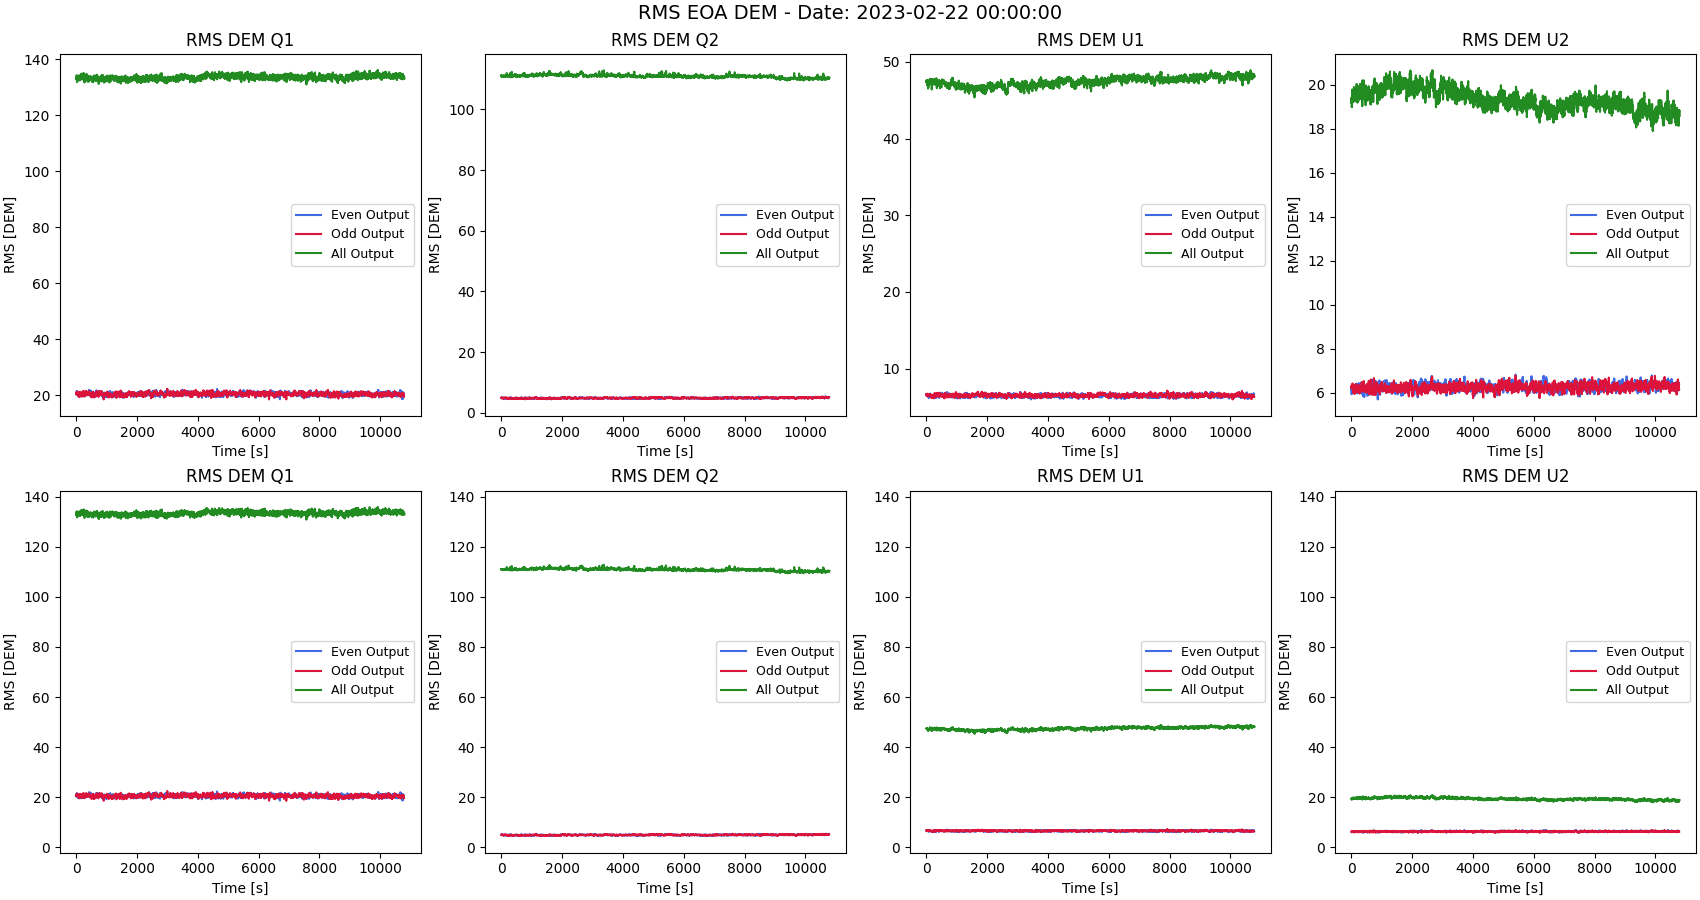 RMS EOA DEM - Date: 2023-02-22 00:00:00
RMS DEM Q1
RMS [DEM]
140
120
100
80
60
40
20
Even Output
Odd Output
All Output
0 2000 4000 6000 8000 10000
Time [s]
RMS DEM Q2
RMS [DEM]
100
80
60
40
20
0
Even Output
Odd Output
All Output
0 2000 4000 6000 8000 10000
Time [s]
RMS DEM U1
RMS [DEM]
50
40
30
20
10
Even Output
Odd Output
All Output
0 2000 4000 6000 8000 10000
Time [s]
RMS DEM U2
RMS [DEM]
20
18
16
14
12
10
8
6
Even Output
Odd Output
All Output
0 2000 4000 6000 8000 10000
Time [s]
RMS DEM Q1
RMS [DEM]
140
120
100
80
60
40
20
0
Even Output
Odd Output
All Output
0 2000 4000 6000 8000 10000
Time [s]
RMS DEM Q2
RMS [DEM]
140
120
100
80
60
40
20
0
Even Output
Odd Output
All Output
0 2000 4000 6000 8000 10000
Time [s]
RMS DEM U1
RMS [DEM]
140
120
100
80
60
40
20
0
Even Output
Odd Output
All Output
0 2000 4000 6000 8000 10000
Time [s]
RMS DEM U2
RMS [DEM]
140
120
100
80
60
40
20
0
Even Output
Odd Output
All Output
0 2000 4000 6000 8000 10000
Time [s]